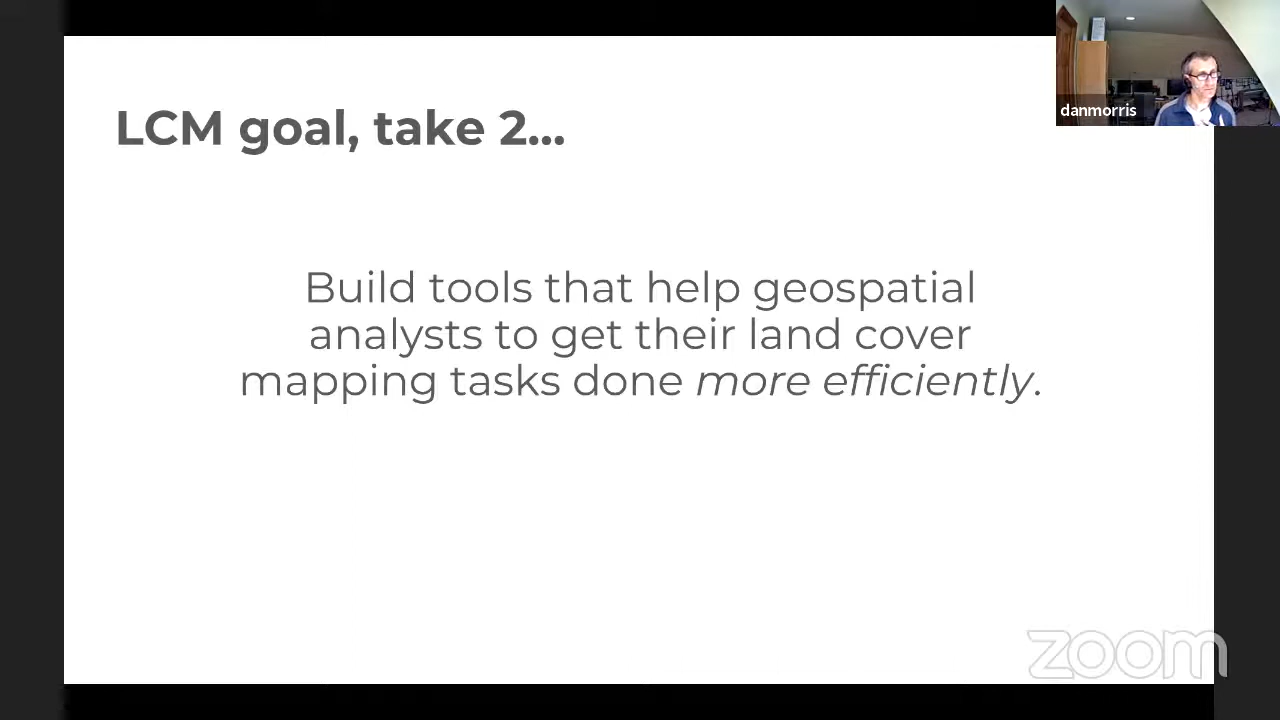 danmorris
LCM goal, take 2...
Build tools that help geospatial
analysts to get their land cover
mapping tasks done more efficiently.
zoom